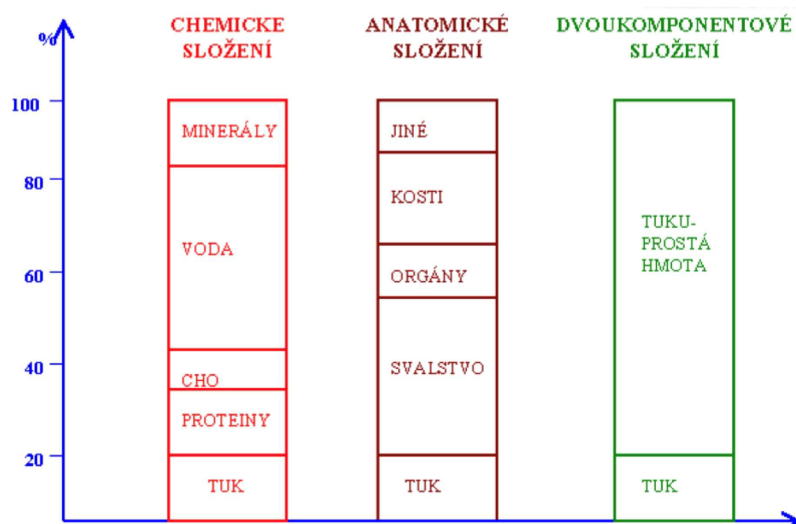 %
CHEMICKE
SLOŽENÍ
ANATOMICKÉ
SLOŽENÍ
DVOUKOMPONENTOVÉ
SLOŽENÍ
100
80
60
40
20
MINERÁLY
VODA
CHO
PROTEINY
TUK
JINÉ
KOSTI
ORGÁNY
SVALSTVO
TUK
TUKU-
PROSTÁ
HMOTA
TUK